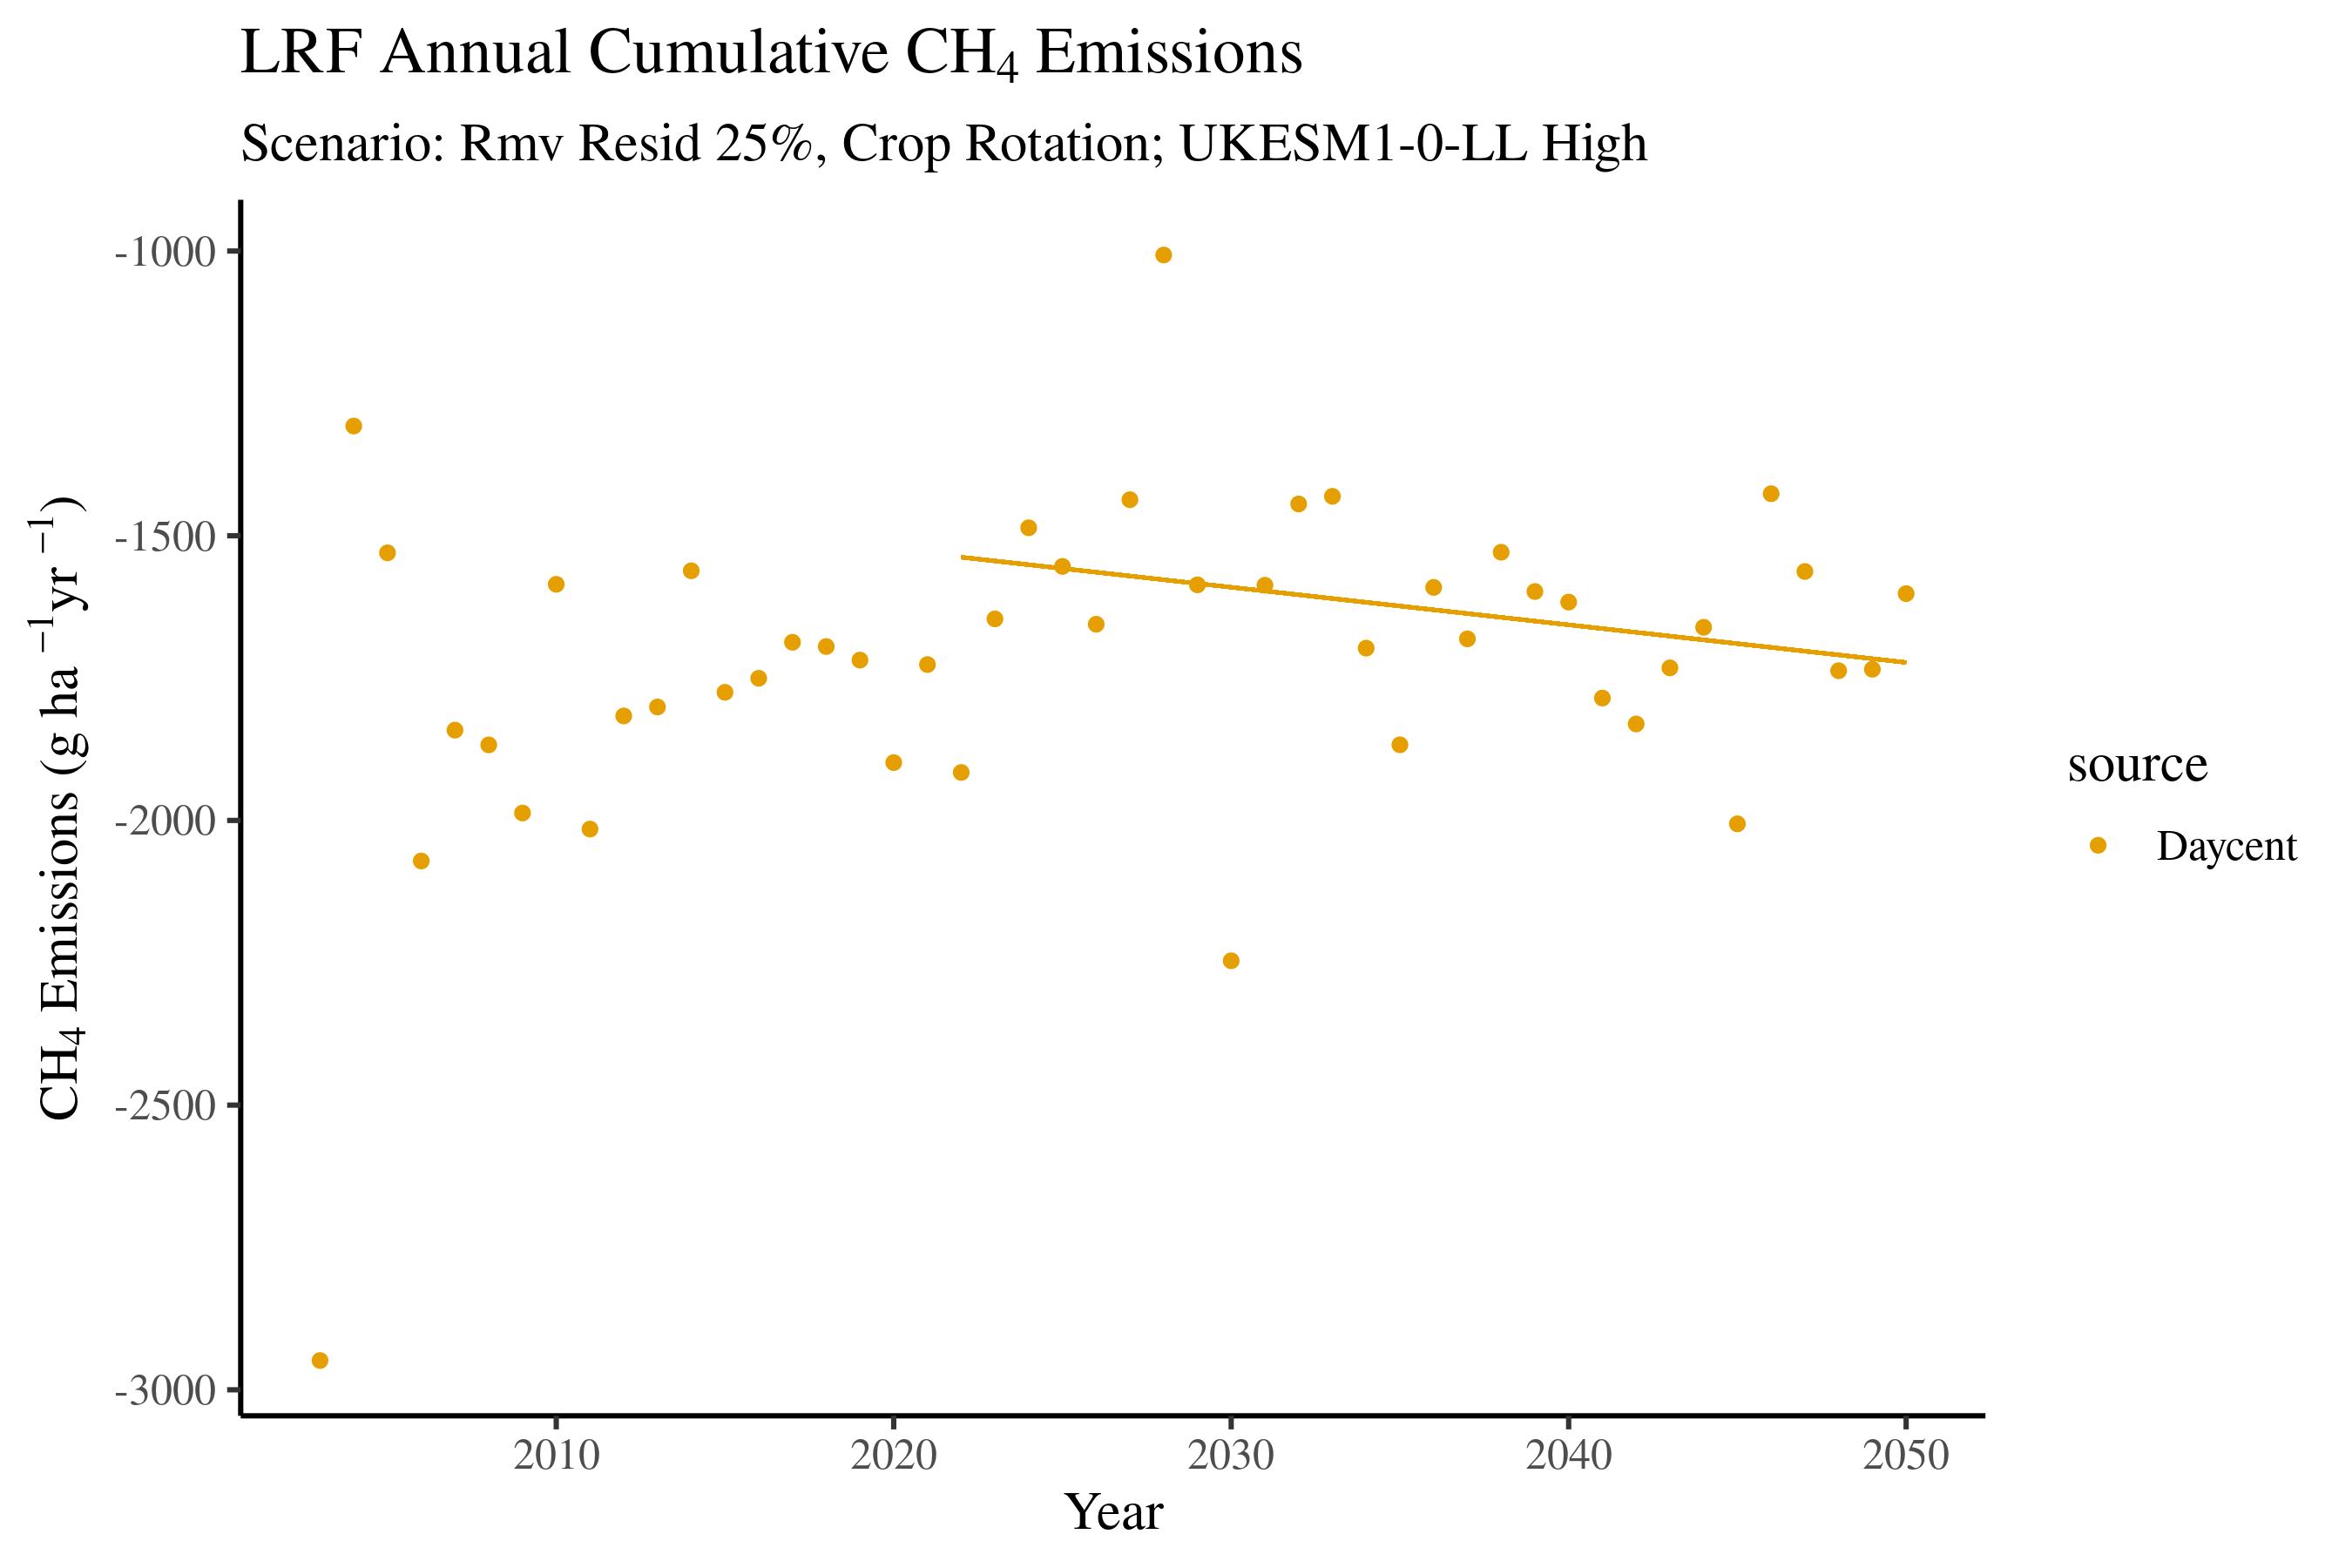 LRF Annual Cumulative CH₄ Emissions
Scenario: Rmv Resid 25%, Crop Rotation; UKESM1-0-LL High
CH₄ Emissions (g ha ⁻¹yr ⁻¹)
-1000
-1500
-2000
-2500
-3000
2010
2020
2030
2040
2050
Year
source
Daycent